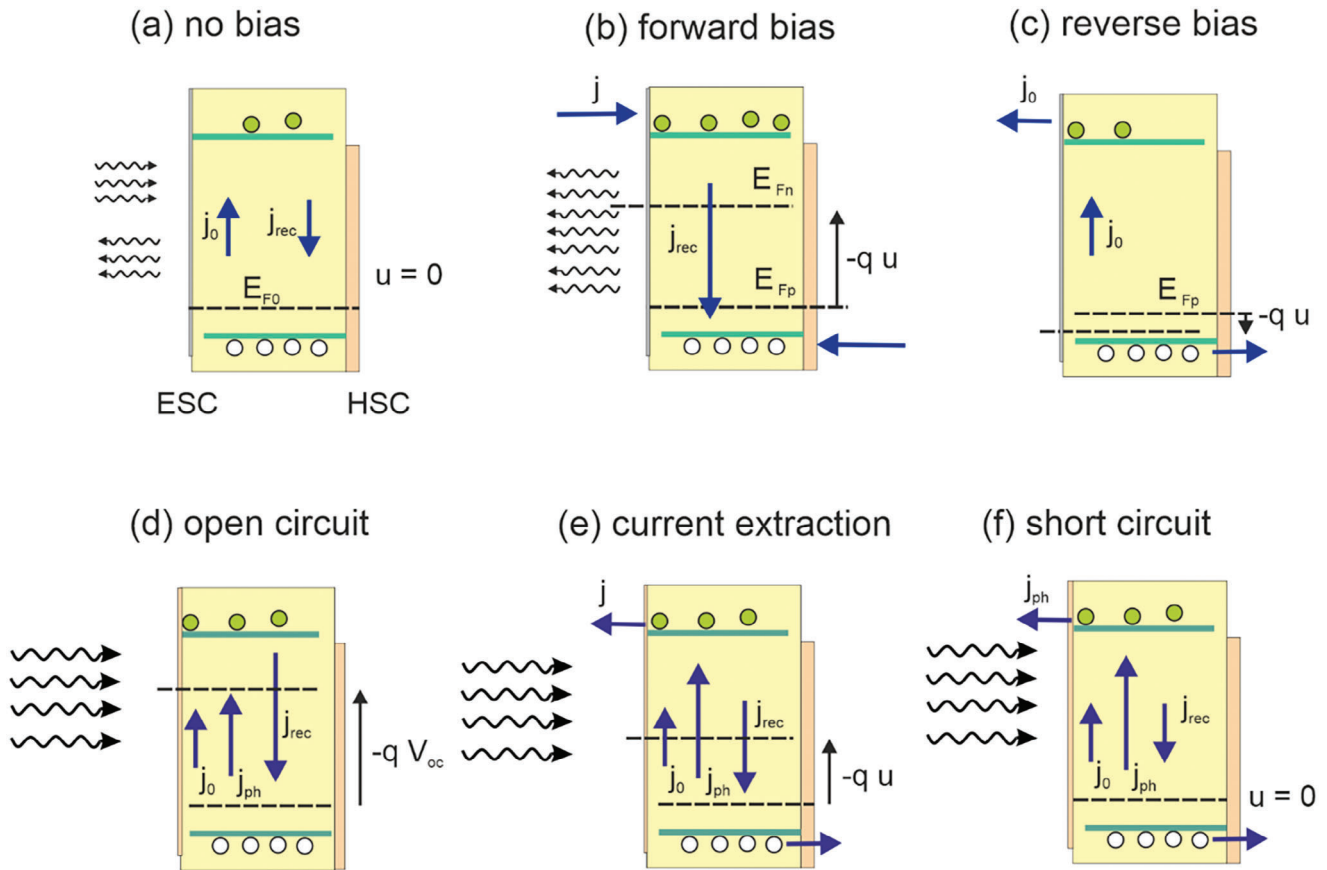 (a) no bias
(b) forward bias
(c) reverse bias
j
j₀
E_Fn
j₀
j_rec
j_rec
-q u
j₀
E_F0
u = 0
E_Fp
E_Fp
-q u
ESC
HSC
(d) open circuit
(e) current extraction
(f) short circuit
j
j_ph
j_rec
j_rec
j_rec
-q V_oc
j₀
j_ph
j₀
j_ph
-q u
j₀
j_ph
u = 0